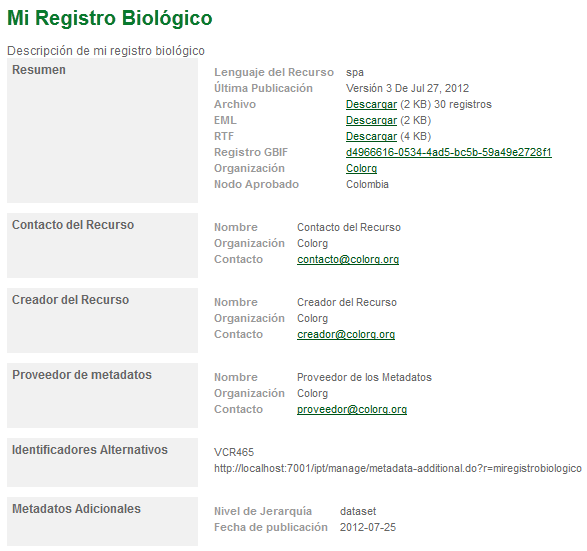 Mi Registro Biológico
Descripción de mi registro biológico
Resumen
Lenguaje del Recurso spa
Última Publicación Versión 3 De Jul 27, 2012
Archivo Descargar (2 KB) 30 registros
EML Descargar (2 KB)
RTF Descargar (4 KB)
Registro GBIF d4966616-0534-4ad5-bc5b-59a49e2728f1
Organización Colorg
Nodo Aprobado Colombia
Contacto del Recurso
Nombre Contacto del Recurso
Organización Colorg
Contacto contacto@colorg.org
Creador del Recurso
Nombre Creador del Recurso
Organización Colorg
Contacto creador@colorg.org
Proveedor de metadatos
Nombre Proveedor de los Metadatos
Organización Colorg
Contacto proveedor@colorg.org
Identificadores Alternativos
VCR465
http://localhost:7001/ipt/manage/metadata-additional.do?r=miregistrobiologico
Metadatos Adicionales
Nivel de Jerarquía dataset
Fecha de publicación 2012-07-25